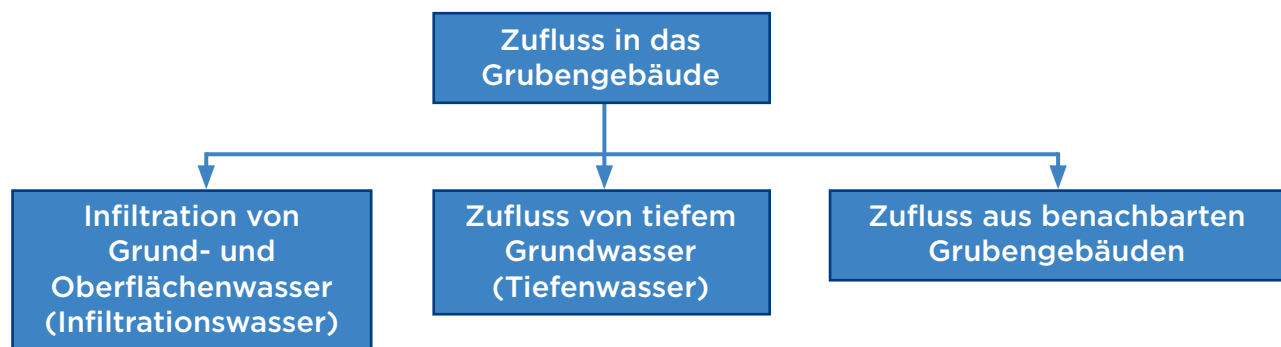 Zufluss in das
Grubengebäude
Infiltration von
Grund- und
Oberflächenwasser
(Infiltrationswasser)
Zufluss von tiefem
Grundwasser
(Tiefenwasser)
Zufluss aus benachbarten
Grubengebäuden